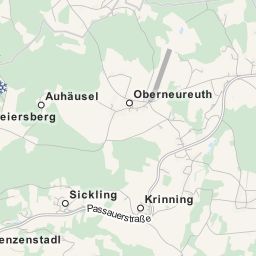 Oberneureuth
Auhäusel
eiersberg
Sickling
Krinning
Passauerstraße
enzenstadl